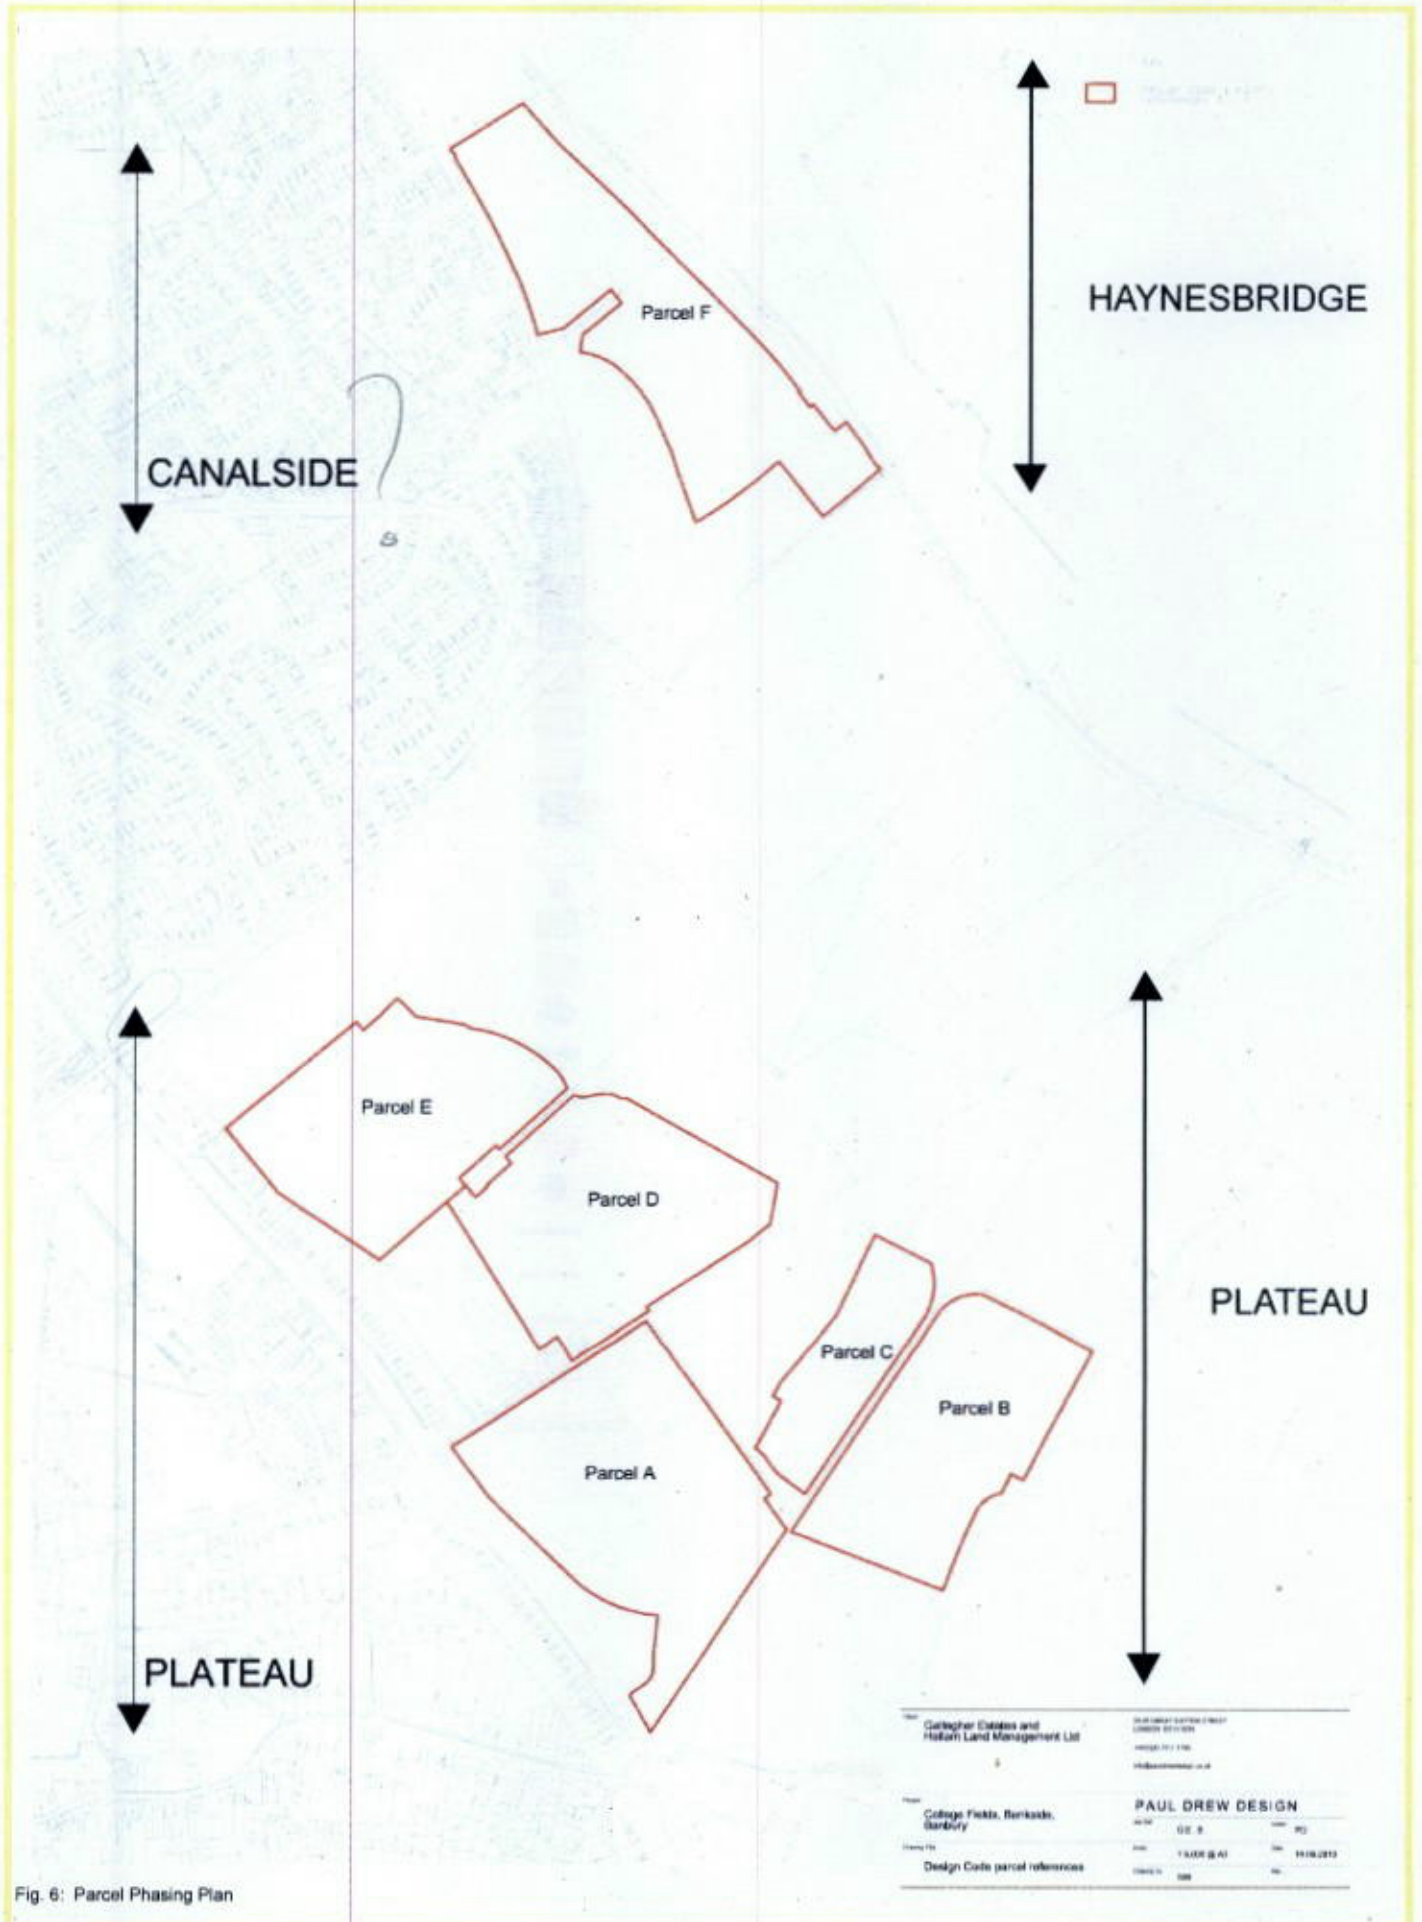 HAYNESBRIDGE
Parcel F
CANALSIDE
?
Parcel E
Parcel D
PLATEAU
Parcel C
Parcel B
Parcel A
PLATEAU
Gallagher Estates and
Hallam Land Management Ltd
College Fields, Bankside,
Banbury
PAUL DREW DESIGN
Design Code parcel references
Fig. 6: Parcel Phasing Plan